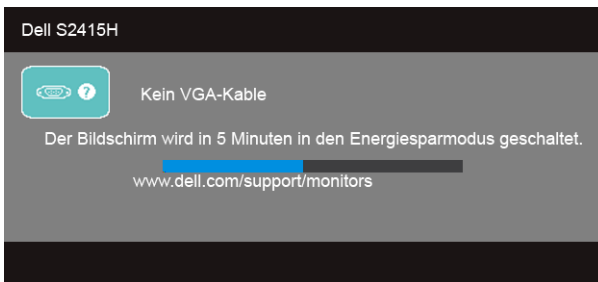 Dell S2415H
?
Kein VGA-Kable
Der Bildschirm wird in 5 Minuten in den Energiesparmodus geschaltet.
www.dell.com/support/monitors